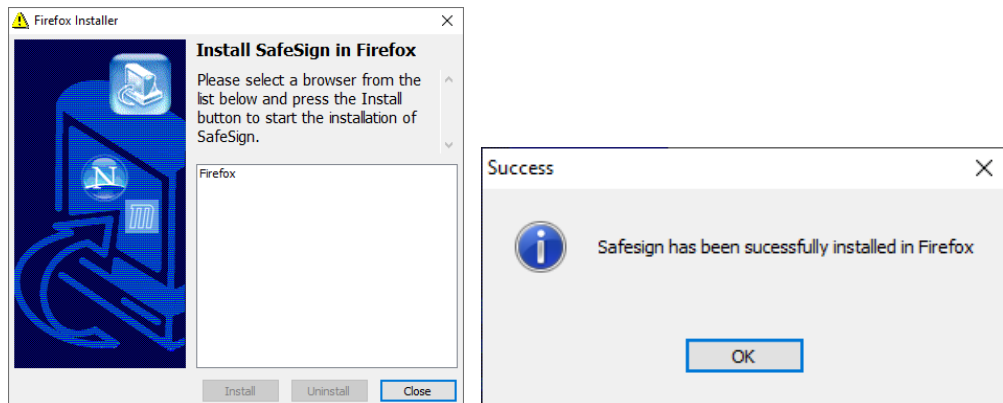 Firefox Installer
Install SafeSign in Firefox
Please select a browser from the
list below and press the Install
button to start the installation of
SafeSign.
N
m
Firefox
Install Uninstall Close
Success
Safesign has been sucessfully installed in Firefox
OK